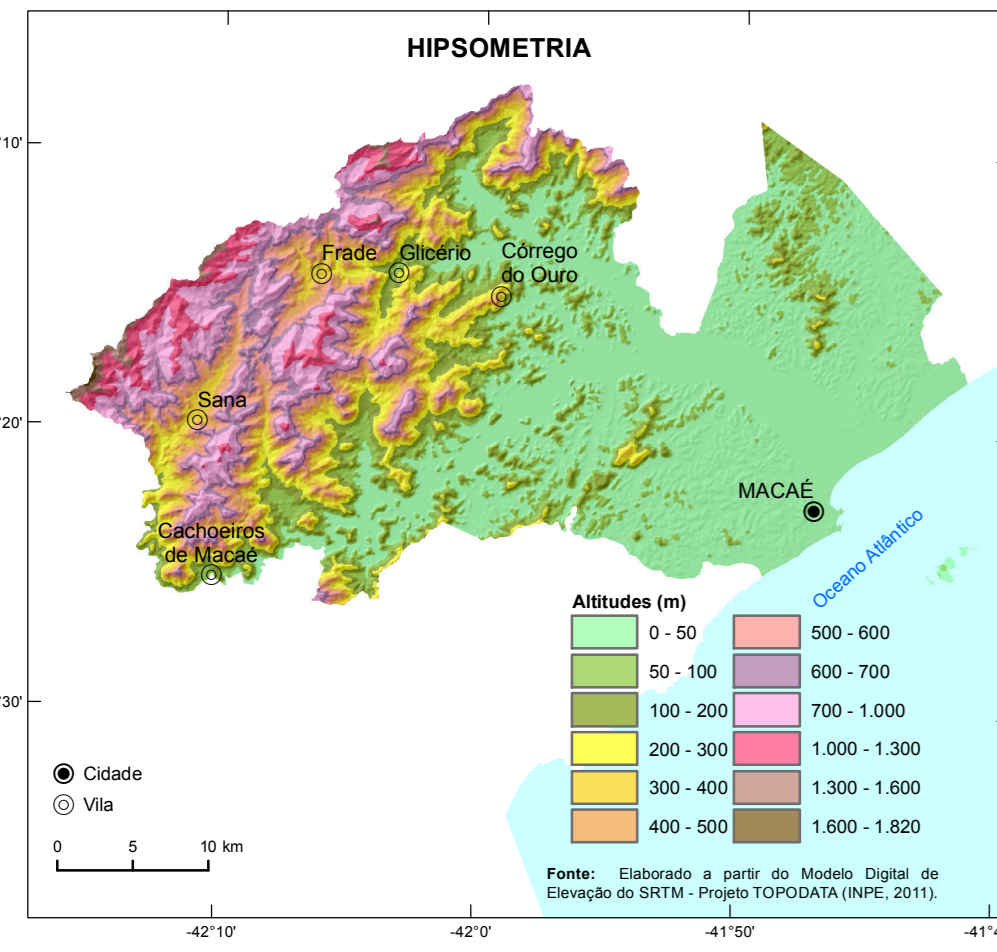 HIPSOMETRIA
°10'
Frade
Glicério
Córrego
do Ouro
°20'
Sana
MACAÉ
Cachoeiros
de Macaé
Oceano Atlântico
Altitudes (m)
0 - 50
500 - 600
50 - 100
600 - 700
°30'
100 - 200
700 - 1.000
200 - 300
1.000 - 1.300
300 - 400
1.300 - 1.600
400 - 500
1.600 - 1.820
Cidade
Vila
0 5 10 km
Fonte: Elaborado a partir do Modelo Digital de
Elevação do SRTM - Projeto TOPODATA (INPE, 2011).
-42°10' -42°0' -41°50' -41°4